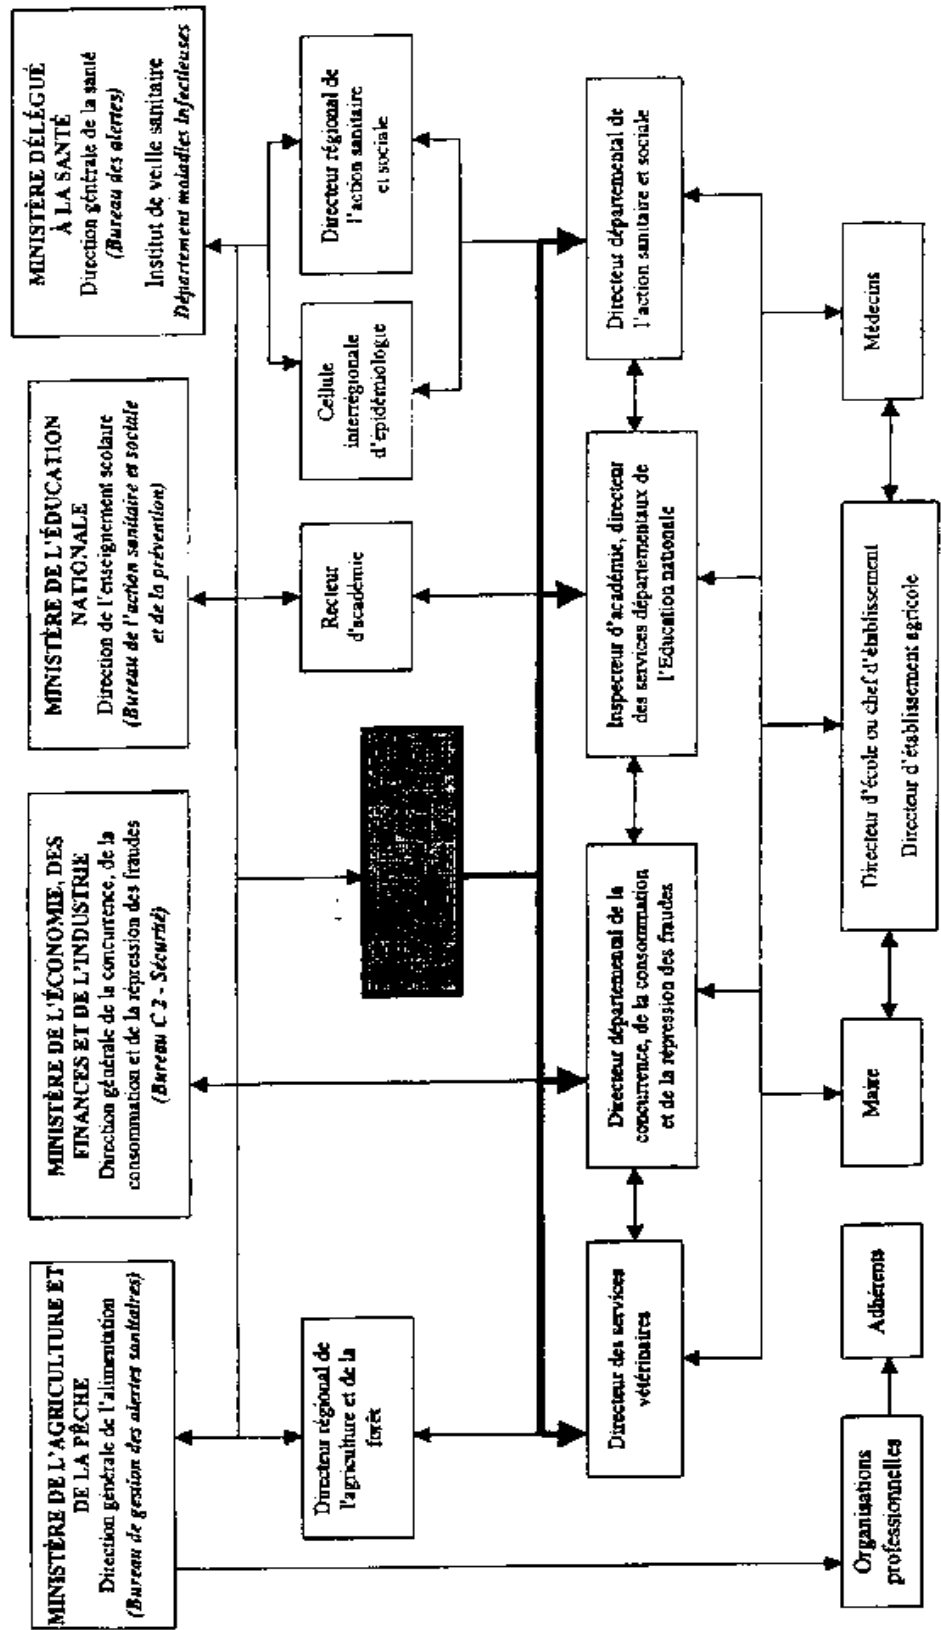 MINISTÈRE DE L'AGRICULTURE ET
DE LA PÊCHE
Direction générale de l'alimentation
(Bureau de gestion des alertes sanitaires)
MINISTÈRE DE L'ÉCONOMIE, DES
FINANCES ET DE L'INDUSTRIE
Direction générale de la concurrence, de la
consommation et de la répression des fraudes
(Bureau C 2 - Sécurité)
MINISTÈRE DE L'ÉDUCATION
NATIONALE
Direction de l'enseignement scolaire
(Bureau de l'action sanitaire et sociale
et de la prévention)
MINISTÈRE DÉLÉGUÉ
À LA SANTÉ
Direction générale de la santé
(Bureau des alertes)
Institut de veille sanitaire
Département maladies infectieuses
Directeur régional de
l'agriculture et de la
forêt
Recteur
d'académie
Cellule
interrégionale
d'épidémiologie
Directeur régional de
l'action sanitaire
et sociale
Directeur des services
vétérinaires
Directeur départemental de la
concurrence, de la consommation
et de la répression des fraudes
Inspecteur d'académie, directeur
des services départementaux de
l'Education nationale
Directeur départemental de
l'action sanitaire et sociale
Organisations
professionnelles
Adhérents
Maire
Directeur d'école ou chef d'établissement
Directeur d'établissement agricole
Médecins